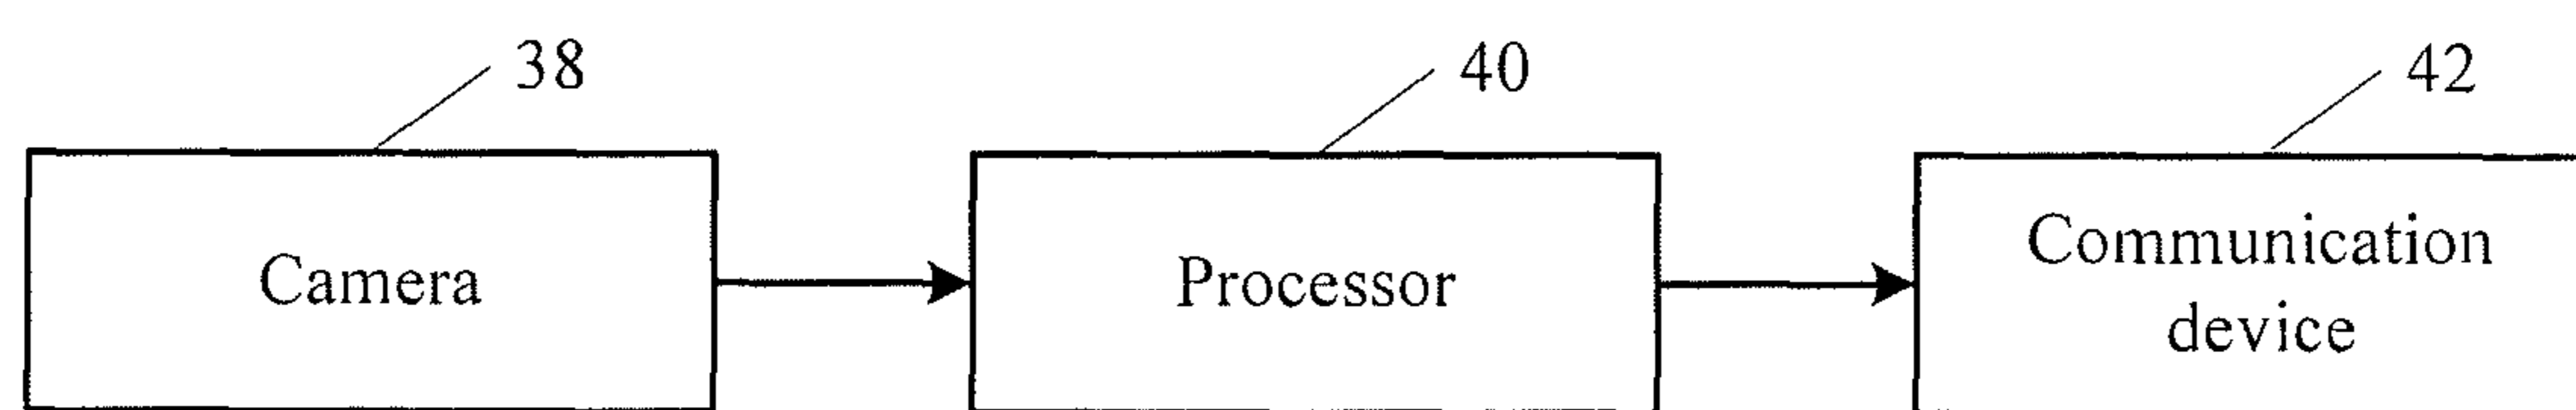 38
40
42
Camera
Processor
Communication
device